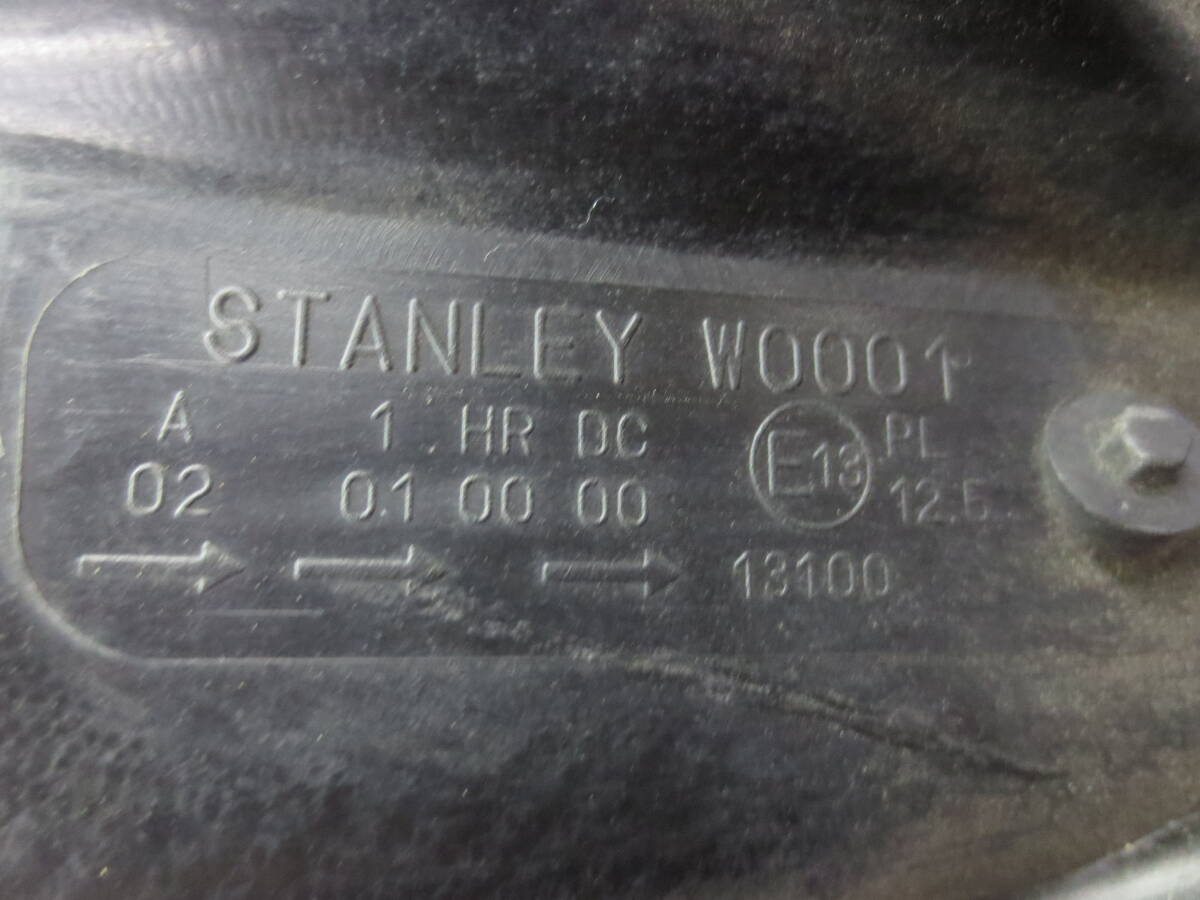 STANLEY W0001
A 1 HR DC E13 PL
02 01 00 00 12.5
→ → → 13100